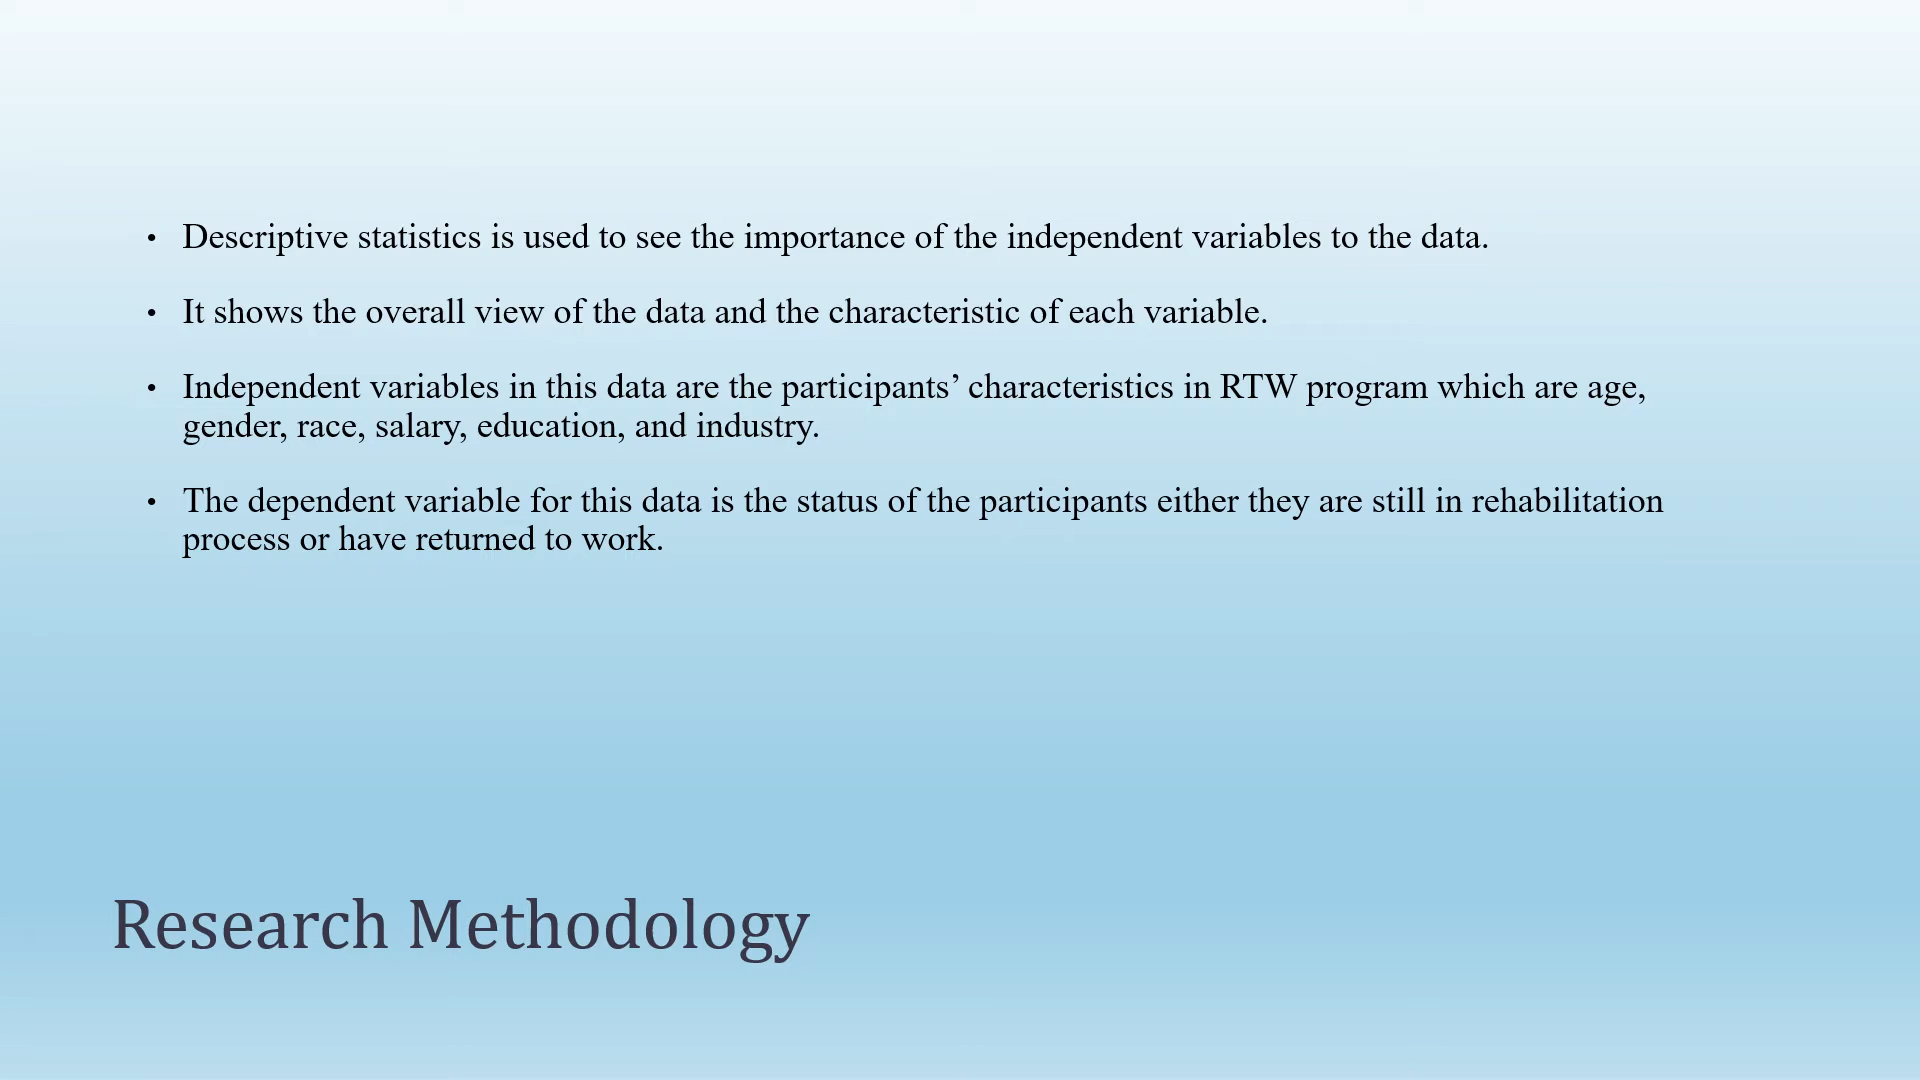 • Descriptive statistics is used to see the importance of the independent variables to the data.
• It shows the overall view of the data and the characteristic of each variable.
• Independent variables in this data are the participants’ characteristics in RTW program which are age,
gender, race, salary, education, and industry.
• The dependent variable for this data is the status of the participants either they are still in rehabilitation
process or have returned to work.
Research Methodology